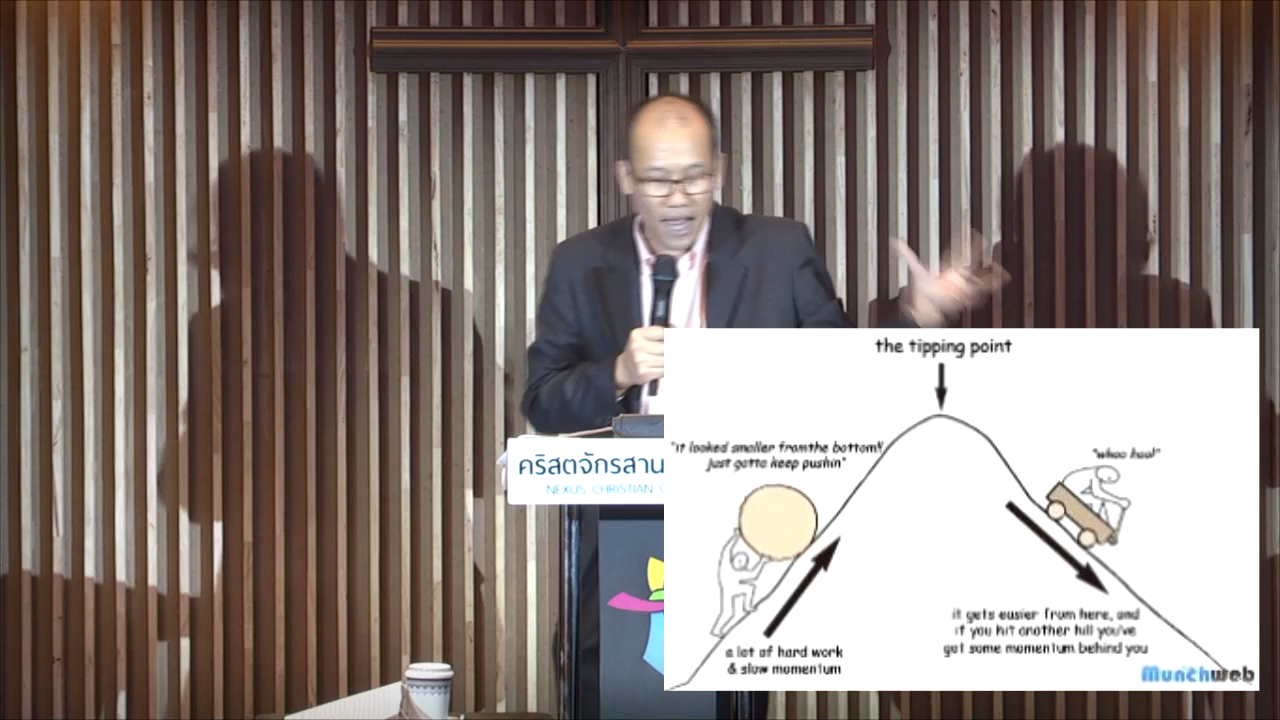 the tipping point
"it looked smaller fromthe bottom!!
just gotta keep pushin"
"whoo hoo!"
คริสตจักรสาน
NEXUS CHRISTIAN C
it gets easier from here, and
if you hit another hill you've
got some momentum behind you
a lot of hard work
& slow momentum
Munchweb